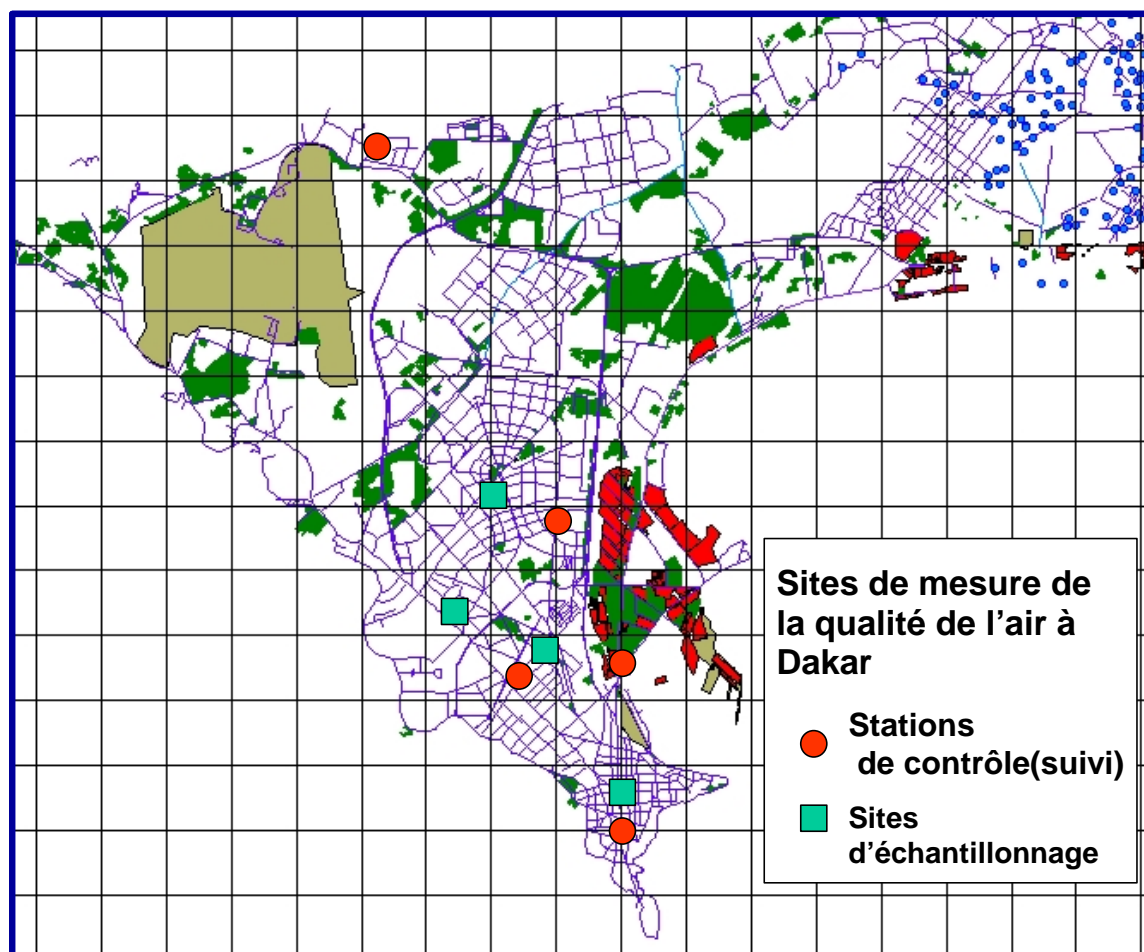 Sites de mesure de
la qualité de l’air à
Dakar
Stations
de contrôle(suivi)
Sites
d’échantillonnage